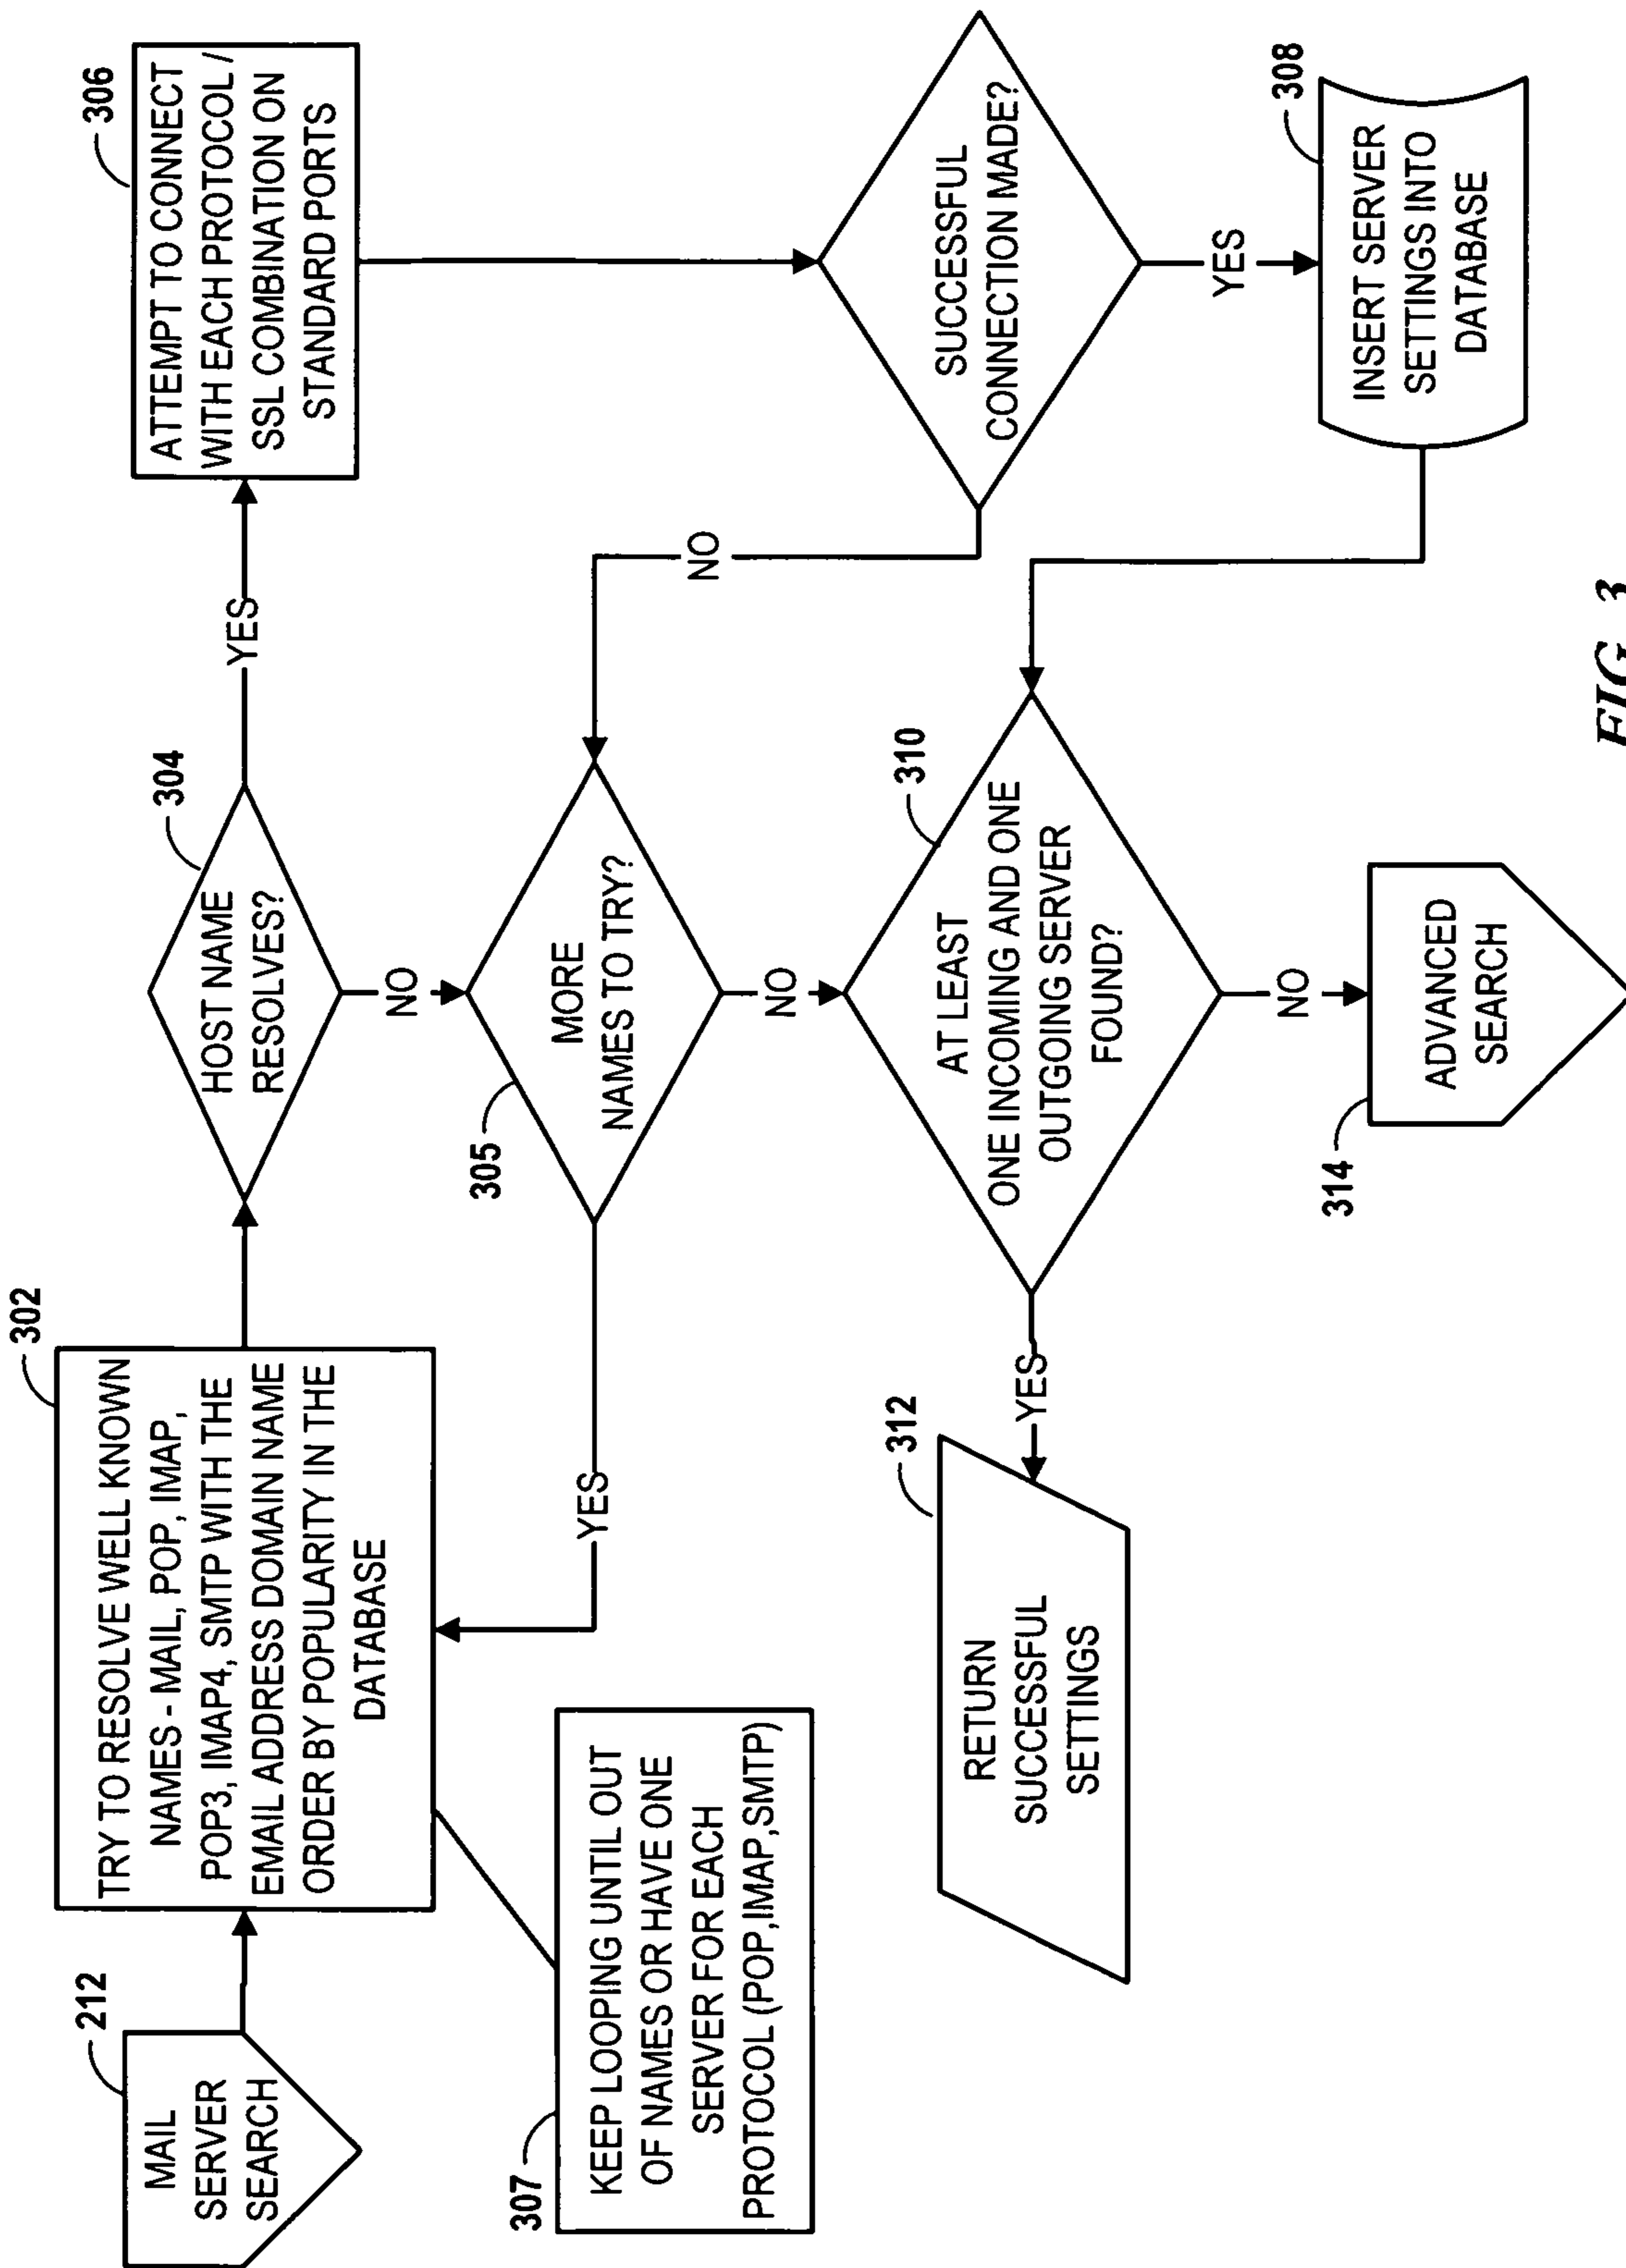 212
MAIL
SERVER
SEARCH
302
TRY TO RESOLVE WELL KNOWN
NAMES - MAIL, POP, IMAP,
POP3, IMAP4, SMTP WITH THE
EMAIL ADDRESS DOMAIN NAME
ORDER BY POPULARITY IN THE
DATABASE
304
HOST NAME
RESOLVES?
YES
306
ATTEMPT TO CONNECT
WITH EACH PROTOCOL /
SSL COMBINATION ON
STANDARD PORTS
NO
307
KEEP LOOPING UNTIL OUT
OF NAMES OR HAVE ONE
SERVER FOR EACH
PROTOCOL (POP,IMAP,SMTP)
YES
305
MORE
NAMES TO TRY?
NO
NO
SUCCESSFUL
CONNECTION MADE?
YES
312
RETURN
SUCCESSFUL
SETTINGS
YES
310
AT LEAST
ONE INCOMING AND ONE
OUTGOING SERVER
FOUND?
NO
308
INSERT SERVER
SETTINGS INTO
DATABASE
314
ADVANCED
SEARCH
FIG. 3